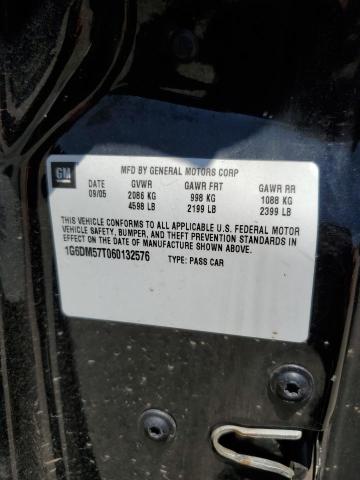 GM
MFD BY GENERAL MOTORS CORP
DATE GVWR GAWR FRT GAWR RR
09/05 2086 KG 998 KG 1088 KG
4598 LB 2199 LB 2399 LB
THIS VEHICLE CONFORMS TO ALL APPLICABLE U.S. FEDERAL MOTOR
VEHICLE SAFETY, BUMPER, AND THEFT PREVENTION STANDARDS IN
EFFECT ON THE DATE OF MANUFACTURE SHOWN ABOVE.
1G6DM57T060132576 TYPE: PASS CAR